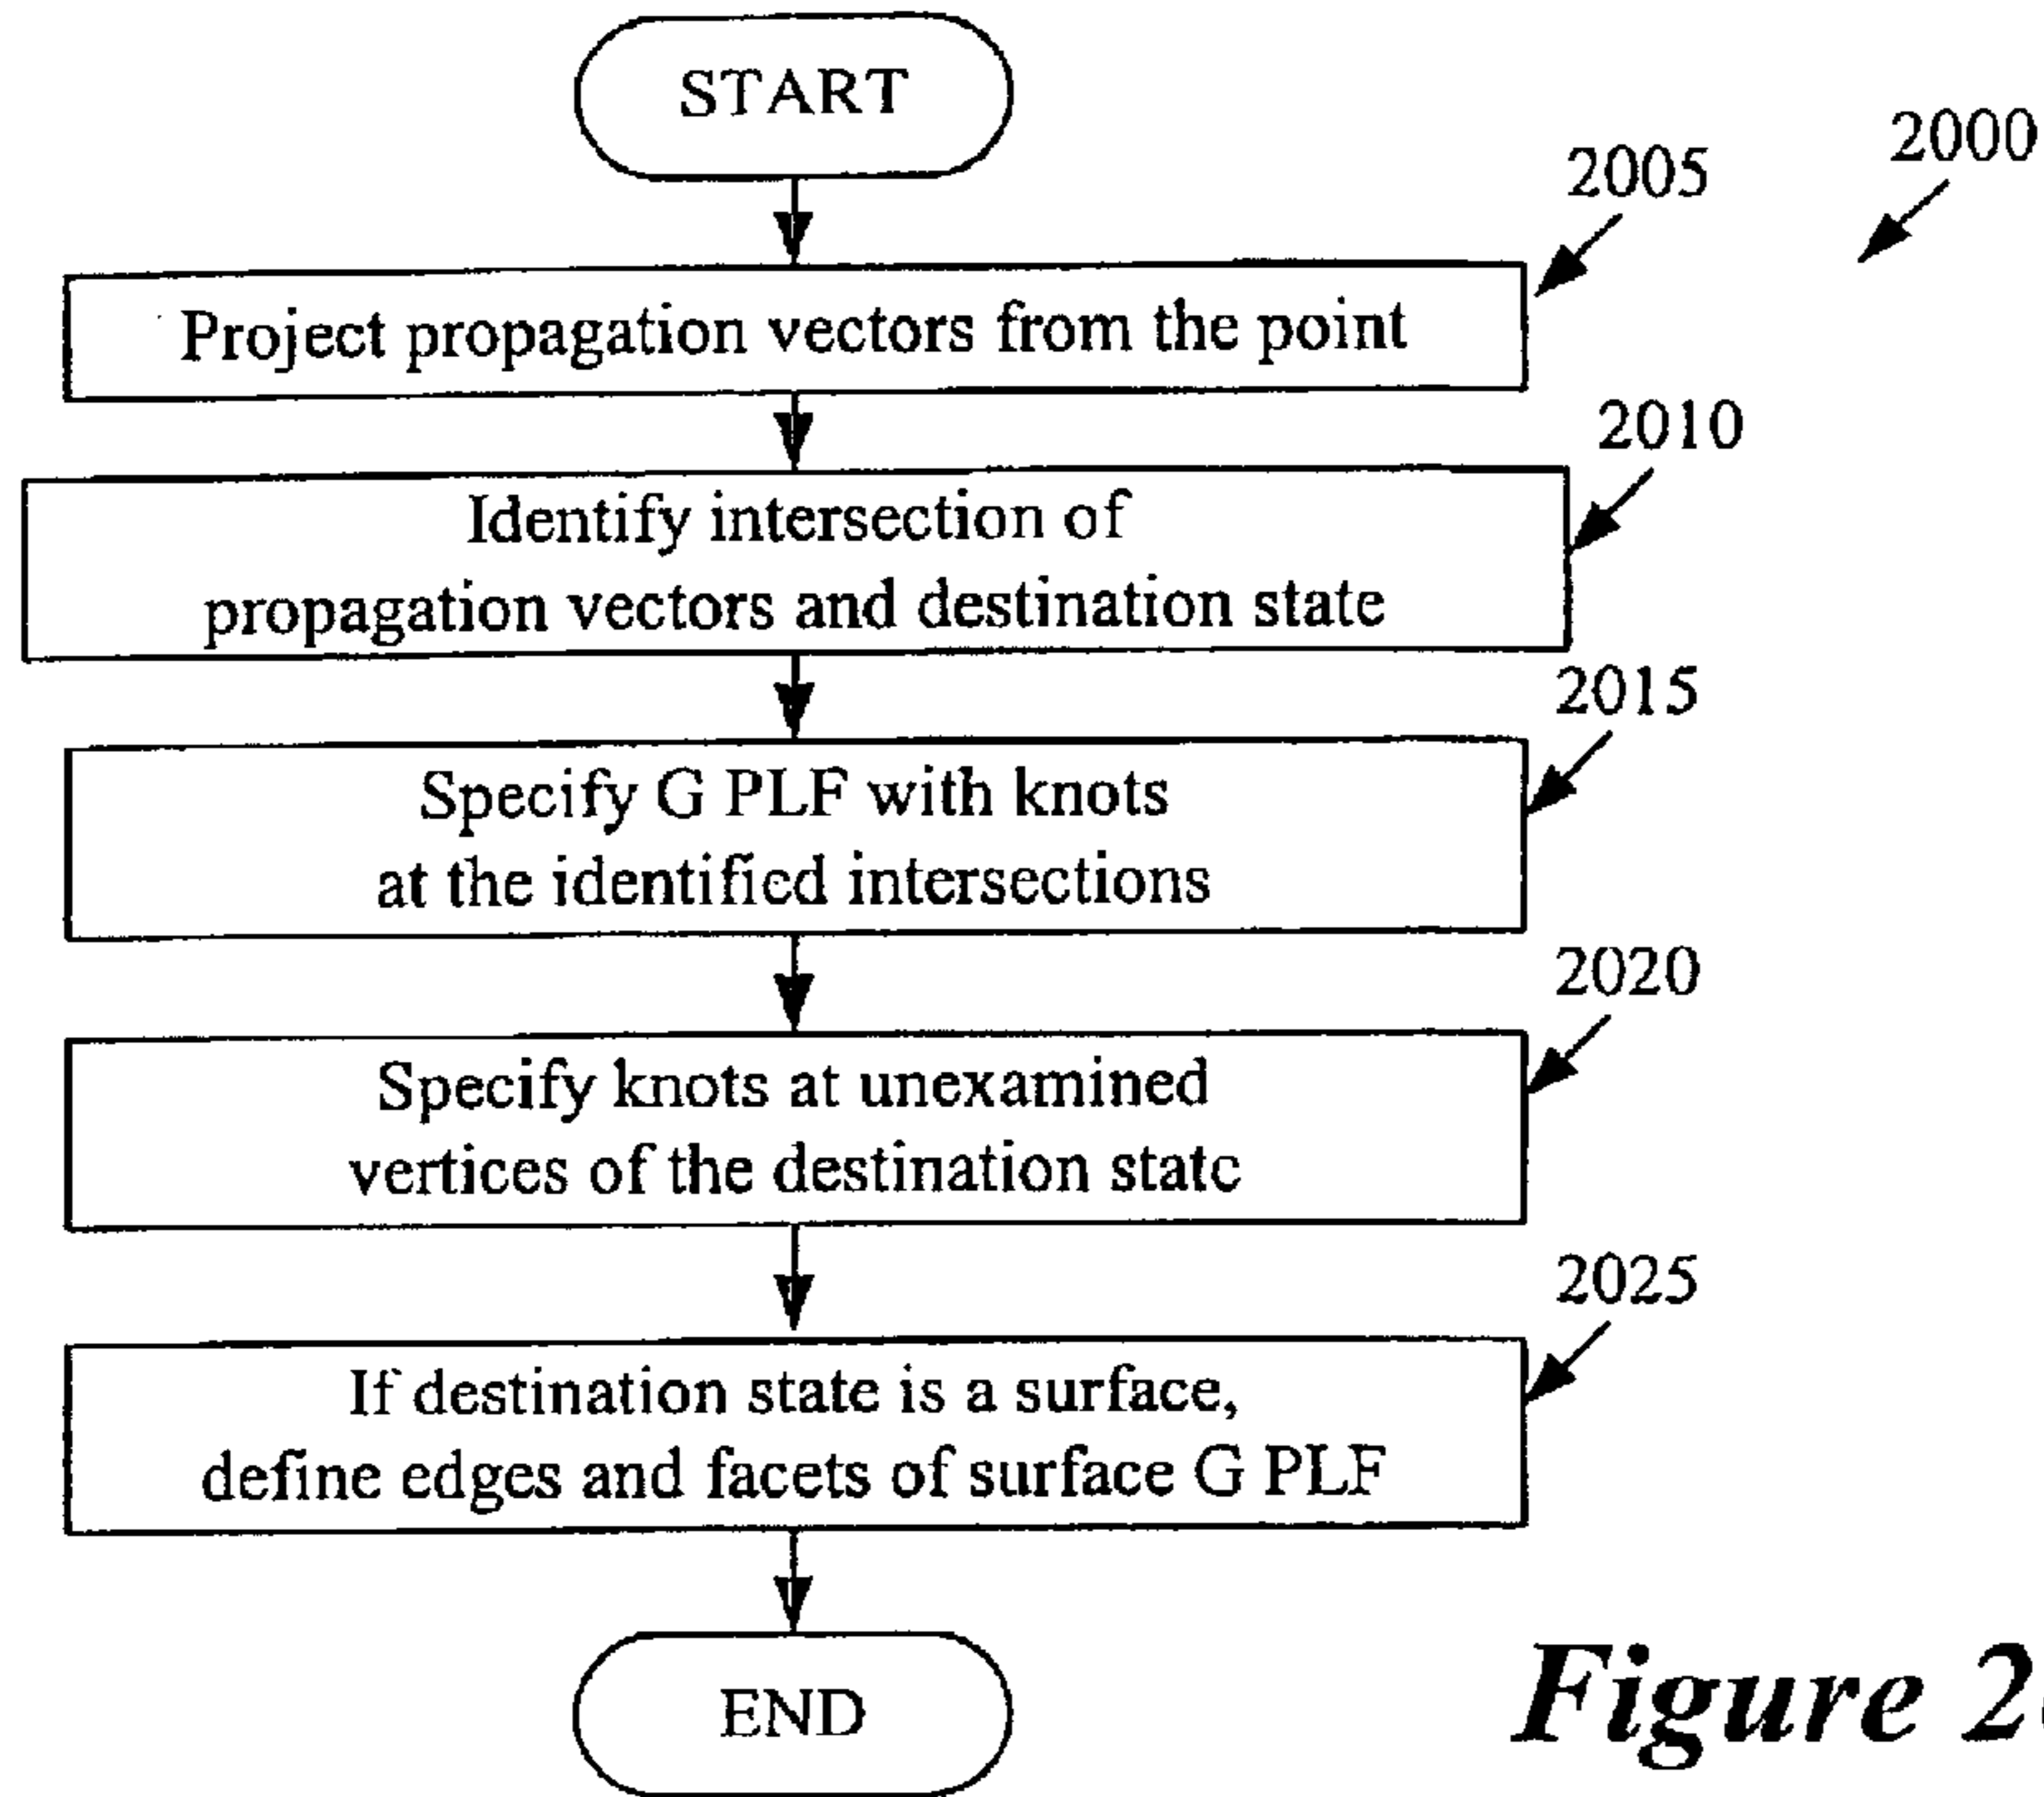 START
2000
2005
Project propagation vectors from the point
2010
Identify intersection of
propagation vectors and destination state
2015
Specify G PLF with knots
at the identified intersections
2020
Specify knots at unexamined
vertices of the destination state
2025
If destination state is a surface,
define edges and facets of surface G PLF
END
Figure